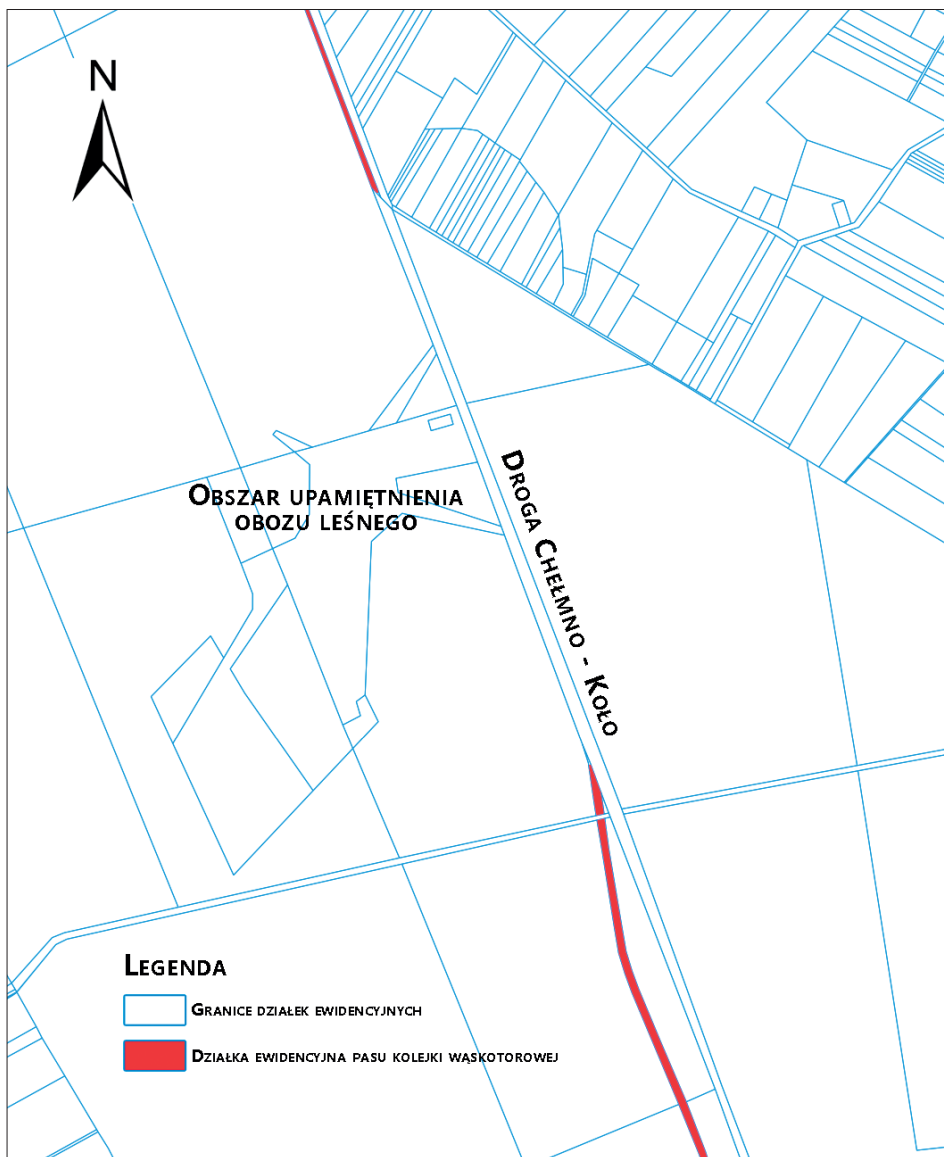 N
Obszar upamiętnienia
obozu leśnego
Droga Chełmno - Koło
Legenda
Granice działek ewidencyjnych
Działka ewidencyjna pasu kolejki wąskotorowej